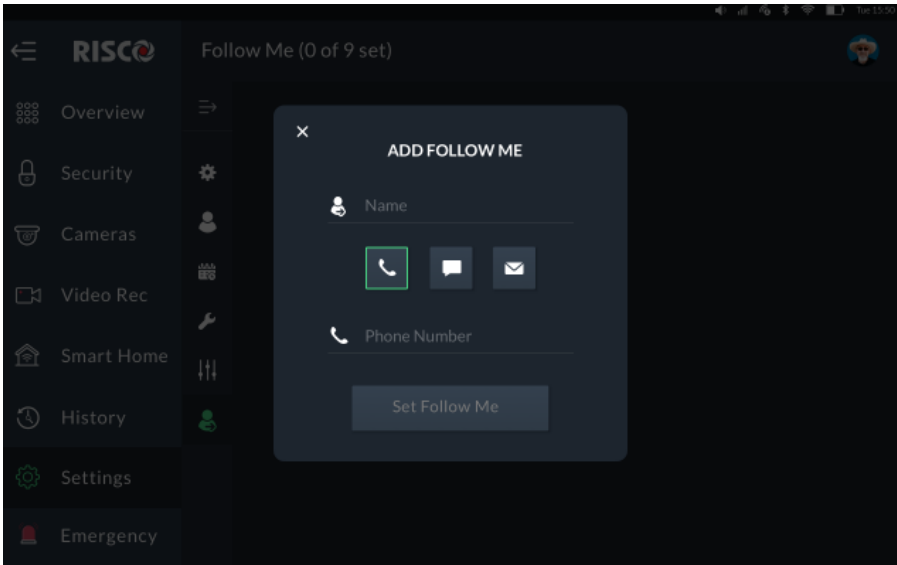 Tue 15:50
RISCO
Follow Me (0 of 9 set)
Overview
Security
Cameras
Video Rec
Smart Home
History
Settings
Emergency
ADD FOLLOW ME
Name
Phone Number
Set Follow Me